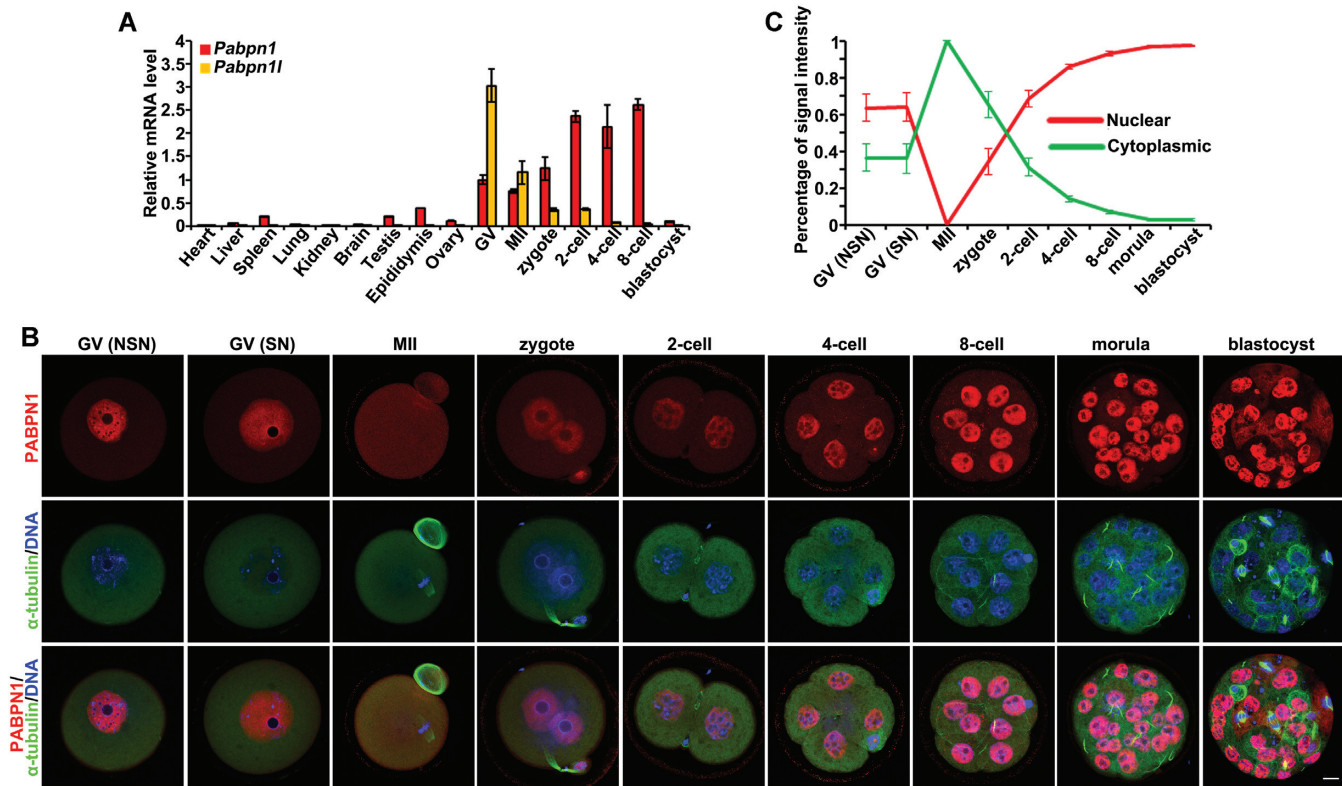 A
Relative mRNA level
4
3.5
3
2.5
2
1.5
1
0.5
0
Pabpn1
Pabpn1l
Heart
Liver
Spleen
Lung
Kidney
Brain
Testis
Epididymis
Ovary
GV
MII
zygote
2-cell
4-cell
8-cell
blastocyst
C
Percentage of signal intensity
1
0.8
0.6
0.4
0.2
0
Nuclear
Cytoplasmic
GV (NSN)
GV (SN)
MII
zygote
2-cell
4-cell
8-cell
morula
blastocyst
B
GV (NSN) GV (SN) MII zygote 2-cell 4-cell 8-cell morula blastocyst
PABPN1
α-tubulin/DNA
PABPN1/
α-tubulin/DNA